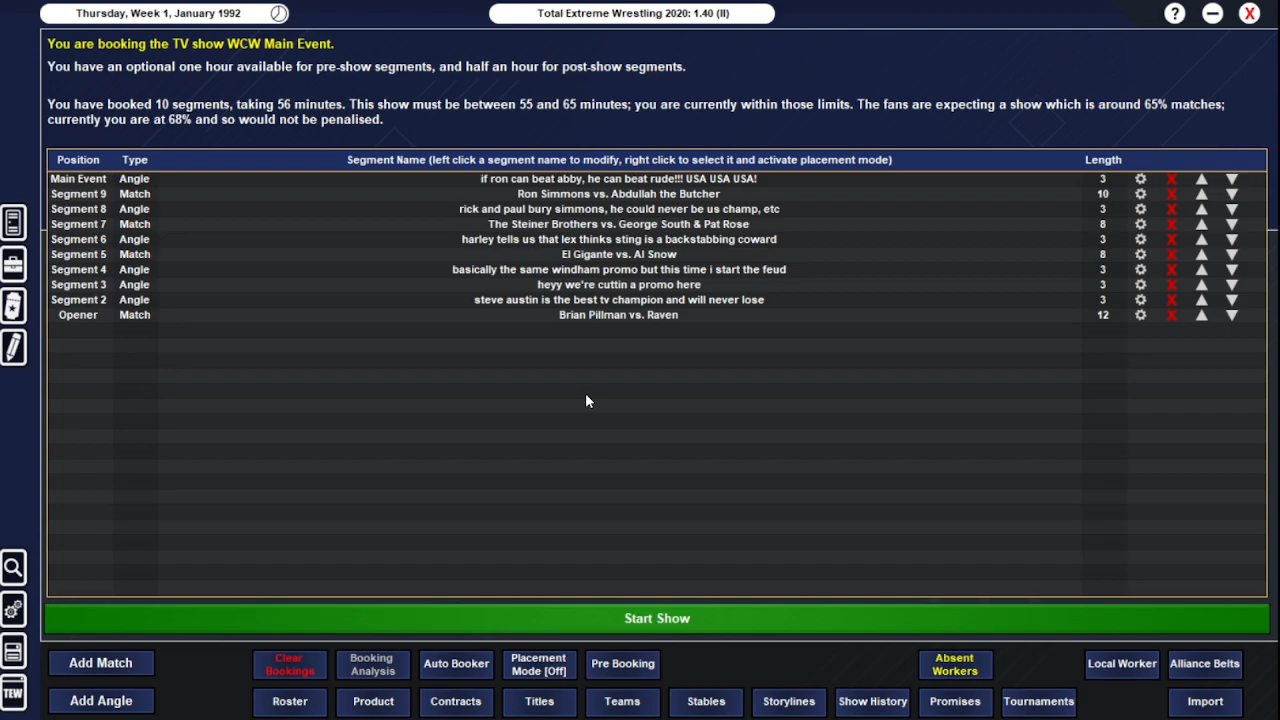 Thursday, Week 1, January 1992
Total Extreme Wrestling 2020: 1.40 (II)
?
X
You are booking the TV show WCW Main Event.
You have an optional one hour available for pre-show segments, and half an hour for post-show segments.
You have booked 10 segments, taking 56 minutes. This show must be between 55 and 65 minutes; you are currently within those limits. The fans are expecting a show which is around 65% matches;
currently you are at 68% and so would not be penalised.
Position Type Segment Name (left click a segment name to modify, right click to select it and activate placement mode) Length
Main Event Angle if ron can beat abby, he can beat rude!!! USA USA USA! 3 X
Segment 9 Match Ron Simmons vs. Abdullah the Butcher 10 X
Segment 8 Angle rick and paul bury simmons, he could never be us champ, etc 3 X
Segment 7 Match The Steiner Brothers vs. George South & Pat Rose 8 X
Segment 6 Angle harley tells us that lex thinks sting is a backstabbing coward 3 X
Segment 5 Match El Gigante vs. Al Snow 8 X
Segment 4 Angle basically the same windham promo but this time i start the feud 3 X
Segment 3 Angle heyy we're cuttin a promo here 3 X
Segment 2 Angle steve austin is the best tv champion and will never lose 3 X
Opener Match Brian Pillman vs. Raven 12 X
Start Show
Add Match
Clear
Bookings
Booking
Analysis
Auto Booker
Placement
Mode [Off]
Pre Booking
Absent
Workers
Local Worker
Alliance Belts
TEW
Add Angle
Roster
Product
Contracts
Titles
Teams
Stables
Storylines
Show History
Promises
Tournaments
Import